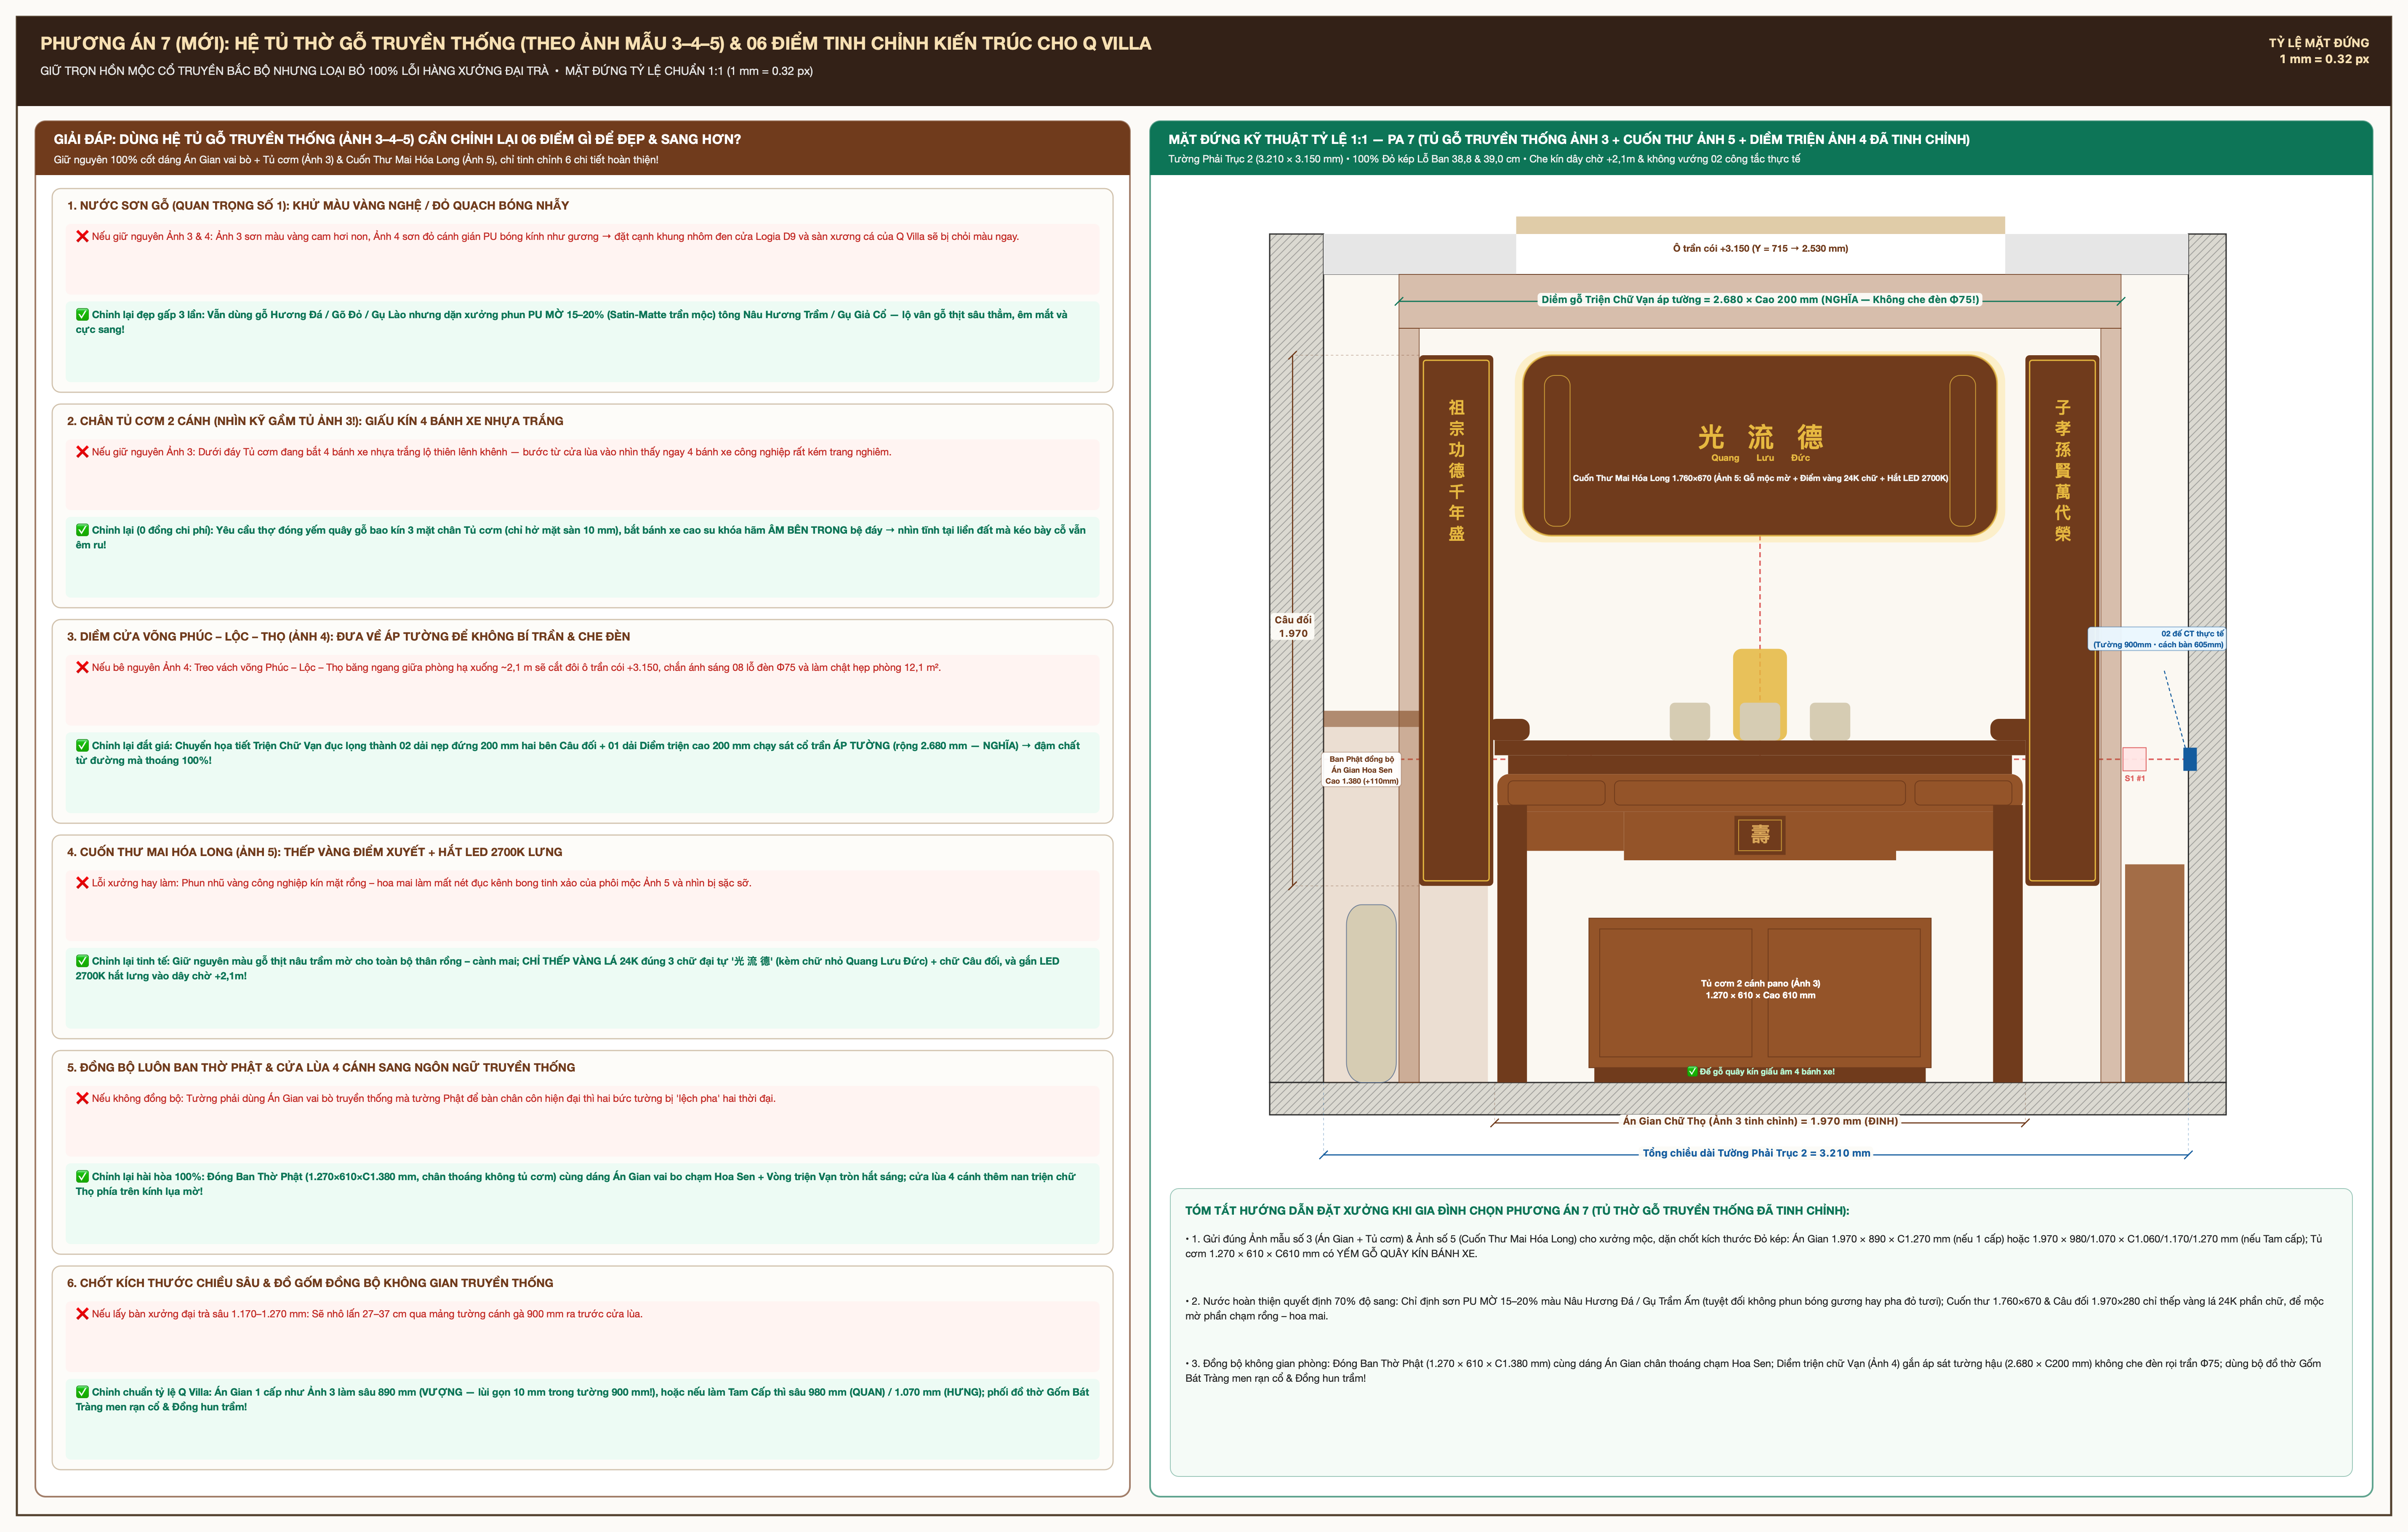 PHƯƠNG ÁN 7 (MỚI): HỆ TỦ THỜ GỖ TRUYỀN THỐNG (THEO ẢNH MẪU 3–4–5) & 06 ĐIỂM TINH CHỈNH KIẾN TRÚC CHO Q VILLA
GIỮ TRỌN HỒN MỘC CỔ TRUYỀN BẮC BỘ NHƯNG LOẠI BỎ 100% LỖI HÀNG XƯỞNG ĐẠI TRÀ • MẶT ĐỨNG TỶ LỆ CHUẨN 1:1 (1 mm = 0.32 px)
TỶ LỆ MẶT ĐỨNG
1 mm = 0.32 px
GIẢI ĐÁP: DÙNG HỆ TỦ GỖ TRUYỀN THỐNG (ẢNH 3–4–5) CẦN CHỈNH LẠI 06 ĐIỂM GÌ ĐỂ ĐẸP & SANG HƠN?
Giữ nguyên 100% cốt dáng Án Gian vai bò + Tủ cơm (Ảnh 3) & Cuốn Thư Mai Hóa Long (Ảnh 5), chỉ tinh chỉnh 6 chi tiết hoàn thiện!
1. NƯỚC SƠN GỖ (QUAN TRỌNG SỐ 1): KHỬ MÀU VÀNG NGHỆ / ĐỎ QUẠCH BÓNG NHẪY
❌ Nếu giữ nguyên Ảnh 3 & 4: Ảnh 3 sơn màu vàng cam hơi non, Ảnh 4 sơn đỏ cánh gián PU bóng kính như gương → đặt cạnh khung nhôm đen cửa Logia D9 và sàn xương cá của Q Villa sẽ bị chỏi màu ngay.
✅ Chỉnh lại đẹp gấp 3 lần: Vẫn dùng gỗ Hương Đá / Gõ Đỏ / Gụ Lào nhưng dặn xưởng phun PU MỜ 15–20% (Satin-Matte trần mộc) tông Nâu Hương Trầm / Gụ Giả Cổ — lộ vân gỗ thịt sâu thẳm, êm mắt và
cực sang!
2. CHÂN TỦ CƠM 2 CÁNH (NHÌN KỸ GẦM TỦ ẢNH 3!): GIẤU KÍN 4 BÁNH XE NHỰA TRẮNG
❌ Nếu giữ nguyên Ảnh 3: Dưới đáy Tủ cơm đang bắt 4 bánh xe nhựa trắng lộ thiên lênh khênh — bước từ cửa lùa vào nhìn thấy ngay 4 bánh xe công nghiệp rất kém trang nghiêm.
✅ Chỉnh lại (0 đồng chi phí): Yêu cầu thợ đóng yếm quây gỗ bao kín 3 mặt chân Tủ cơm (chỉ hở mặt sàn 10 mm), bắt bánh xe cao su khóa hãm ÂM BÊN TRONG bệ đáy → nhìn tĩnh tại liền đất mà kéo bày cỗ vẫn
êm ru!
3. DIỀM CỬA VÕNG PHÚC – LỘC – THỌ (ẢNH 4): ĐƯA VỀ ÁP TƯỜNG ĐỂ KHÔNG BÍ TRẦN & CHE ĐÈN
❌ Nếu bê nguyên Ảnh 4: Treo vách võng Phúc – Lộc – Thọ băng ngang giữa phòng hạ xuống ~2,1 m sẽ cắt đôi ô trần cói +3.150, chắn ánh sáng 08 lỗ đèn Φ75 và làm chật hẹp phòng 12,1 m².
✅ Chỉnh lại đắt giá: Chuyển họa tiết Triện Chữ Vạn đục lọng thành 02 dải nẹp đứng 200 mm hai bên Câu đối + 01 dải Diềm triện cao 200 mm chạy sát cổ trần ÁP TƯỜNG (rộng 2.680 mm — NGHĨA) → đậm chất
từ đường mà thoáng 100%!
4. CUỐN THƯ MAI HÓA LONG (ẢNH 5): THẾP VÀNG ĐIỂM XUYẾT + HẮT LED 2700K LƯNG
❌ Lỗi xưởng hay làm: Phun nhũ vàng công nghiệp kín mặt rồng – hoa mai làm mất nét đục kênh bong tinh xảo của phôi mộc Ảnh 5 và nhìn bị sặc sỡ.
✅ Chỉnh lại tinh tế: Giữ nguyên màu gỗ thịt nâu trầm mờ cho toàn bộ thân rồng – cành mai; CHỈ THẾP VÀNG LÁ 24K đúng 3 chữ đại tự '光 流 德' (kèm chữ nhỏ Quang Lưu Đức) + chữ Câu đối, và gắn LED
2700K hắt lưng vào dây chờ +2,1m!
5. ĐỒNG BỘ LUÔN BAN THỜ PHẬT & CỬA LÙA 4 CÁNH SANG NGÔN NGỮ TRUYỀN THỐNG
❌ Nếu không đồng bộ: Tường phải dùng Án Gian vai bò truyền thống mà tường Phật để bàn chân côn hiện đại thì hai bức tường bị 'lệch pha' hai thời đại.
✅ Chỉnh lại hài hòa 100%: Đóng Ban Thờ Phật (1.270×610×C1.380 mm, chân thoáng không tủ cơm) cùng dáng Án Gian vai bo chạm Hoa Sen + Vòng triện Vạn tròn hắt sáng; cửa lùa 4 cánh thêm nan triện chữ
Thọ phía trên kính lụa mờ!
6. CHỐT KÍCH THƯỚC CHIỀU SÂU & ĐỒ GỐM ĐỒNG BỘ KHÔNG GIAN TRUYỀN THỐNG
❌ Nếu lấy bàn xưởng đại trà sâu 1.170–1.270 mm: Sẽ nhô lấn 27–37 cm qua mảng tường cánh gà 900 mm ra trước cửa lùa.
✅ Chỉnh chuẩn tỷ lệ Q Villa: Án Gian 1 cấp như Ảnh 3 làm sâu 890 mm (VƯỢNG — lùi gọn 10 mm trong tường 900 mm!), hoặc nếu làm Tam Cấp thì sâu 980 mm (QUAN) / 1.070 mm (HƯNG); phối đồ thờ Gốm Bát
Tràng men rạn cổ & Đồng hun trầm!
MẶT ĐỨNG KỸ THUẬT TỶ LỆ 1:1 — PA 7 (TỦ GỖ TRUYỀN THỐNG ẢNH 3 + CUỐN THƯ ẢNH 5 + DIỀM TRIỆN ẢNH 4 ĐÃ TINH CHỈNH)
Tường Phải Trục 2 (3.210 × 3.150 mm) • 100% Đỏ kép Lỗ Ban 38,8 & 39,0 cm • Che kín dây chờ +2,1m & không vướng 02 công tắc thực tế
Ô trần cói +3.150 (Y = 715 → 2.530 mm)
Diềm gỗ Triện Chữ Vạn áp tường = 2.680 × Cao 200 mm (NGHĨA — Không che đèn Φ75!)
祖宗功德千年盛
光 流 德
Quang Lưu Đức
Cuốn Thư Mai Hóa Long 1.760×670 (Ảnh 5: Gỗ mộc mờ + Điểm vàng 24K chữ + Hắt LED 2700K)
子孝孫賢萬代榮
Câu đối
1.970
02 đế CT thực tế
(Tường 900mm · cách bàn 605mm)
Ban Phật đồng bộ
Án Gian Hoa Sen
Cao 1.380 (+110mm)
S1 #1
壽
Tủ cơm 2 cánh pano (Ảnh 3)
1.270 × 610 × Cao 610 mm
✅ Đế gỗ quây kín giấu âm 4 bánh xe!
Án Gian Chữ Thọ (Ảnh 3 tinh chỉnh) = 1.970 mm (ĐINH)
Tổng chiều dài Tường Phải Trục 2 = 3.210 mm
TÓM TẮT HƯỚNG DẪN ĐẶT XƯỞNG KHI GIA ĐÌNH CHỌN PHƯƠNG ÁN 7 (TỦ THỜ GỖ TRUYỀN THỐNG ĐÃ TINH CHỈNH):
• 1. Gửi đúng Ảnh mẫu số 3 (Án Gian + Tủ cơm) & Ảnh số 5 (Cuốn Thư Mai Hóa Long) cho xưởng mộc, dặn chốt kích thước Đỏ kép: Án Gian 1.970 × 890 × C1.270 mm (nếu 1 cấp) hoặc 1.970 × 980/1.070 × C1.060/1.170/1.270 mm (nếu Tam cấp); Tủ
cơm 1.270 × 610 × C610 mm có YẾM GỖ QUÂY KÍN BÁNH XE.
• 2. Nước hoàn thiện quyết định 70% độ sang: Chỉ định sơn PU MỜ 15–20% màu Nâu Hương Đá / Gụ Trầm Ấm (tuyệt đối không phun bóng gương hay pha đỏ tươi); Cuốn thư 1.760×670 & Câu đối 1.970×280 chỉ thếp vàng lá 24K phần chữ, để mộc
mờ phần chạm rồng – hoa mai.
• 3. Đồng bộ không gian phòng: Đóng Ban Thờ Phật (1.270 × 610 × C1.380 mm) cùng dáng Án Gian chân thoáng chạm Hoa Sen; Diềm triện chữ Vạn (Ảnh 4) gắn áp sát tường hậu (2.680 × C200 mm) không che đèn rọi trần Φ75; dùng bộ đồ thờ Gốm
Bát Tràng men rạn cổ & Đồng hun trầm!